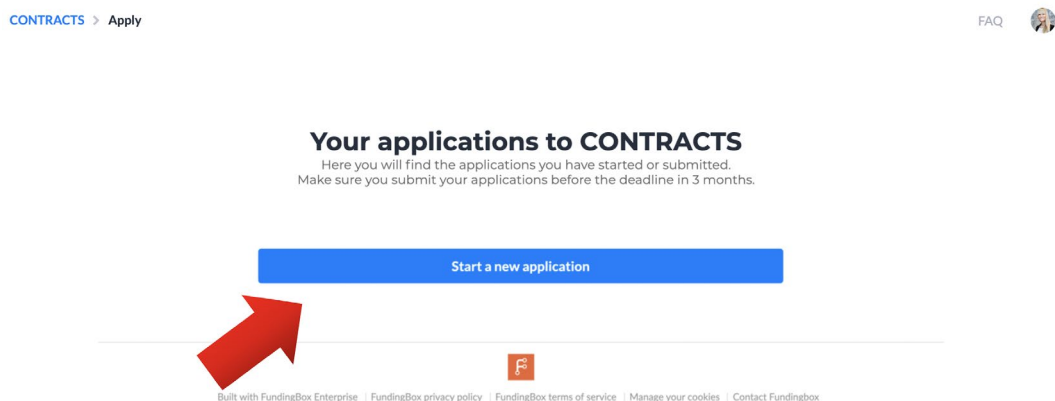 CONTRACTS > Apply
FAQ
Your applications to CONTRACTS
Here you will find the applications you have started or submitted.
Make sure you submit your applications before the deadline in 3 months.
Start a new application
Built with FundingBox Enterprise | FundingBox privacy policy | FundingBox terms of service | Manage your cookies | Contact Fundingbox